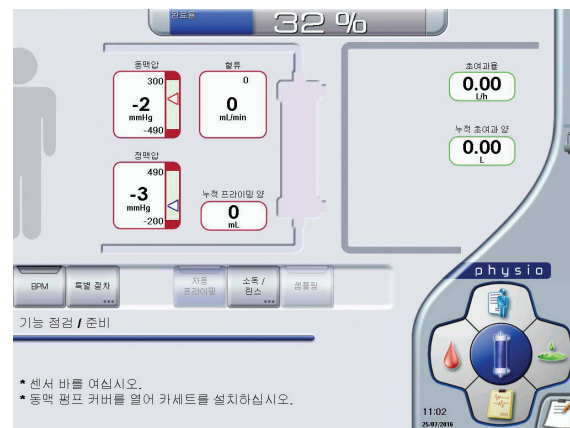 완료율
32 %
동맥압
300
-2
mmHg
-490
혈류
0
0
mL/min
정맥압
490
-3
mmHg
-200
누적 프라이밍 양
0
mL
초여과율
0.00
L/h
누적 초여과 양
0.00
L
BPM
특별 절차
자동
프라이밍
소독 /
린스
샘플링
physio
기능 점검 / 준비
* 센서 바를 여십시오.
* 동맥 펌프 커버를 열어 카세트를 설치하십시오.
11:02
25/07/2016